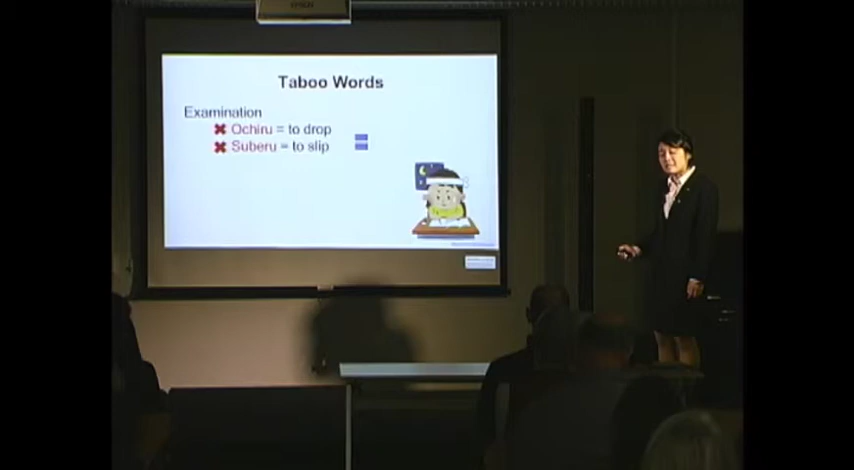 Taboo Words
Examination
✖ Ochiru = to drop
✖ Suberu = to slip
=